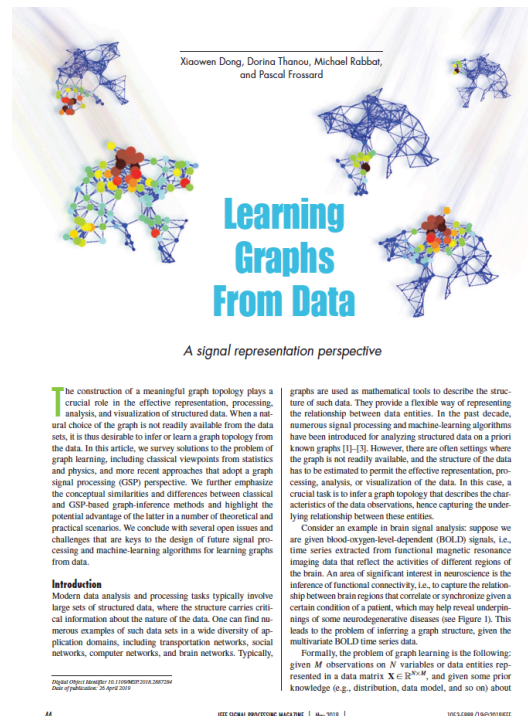 Xiaowen Dong, Dorina Thanou, Michael Rabbat,
and Pascal Frossard
Learning
Graphs
From Data
A signal representation perspective
The construction of a meaningful graph topology plays a
crucial role in the effective representation, processing,
analysis, and visualization of structured data. When a nat-
ural choice of the graph is not readily available from the data
sets, it is thus desirable to infer or learn a graph topology from
the data. In this article, we survey solutions to the problem of
graph learning, including classical viewpoints from statistics
and physics, and more recent approaches that adopt a graph
signal processing (GSP) perspective. We further emphasize
the conceptual similarities and differences between classical
and GSP-based graph-inference methods and highlight the
potential advantage of the latter in a number of theoretical and
practical scenarios. We conclude with several open issues and
challenges that are keys to the design of future signal pro-
cessing and machine-learning algorithms for learning graphs
from data.
Introduction
Modern data analysis and processing tasks typically involve
large sets of structured data, where the structure carries criti-
cal information about the nature of the data. One can find nu-
merous examples of such data sets in a wide diversity of ap-
plication domains, including transportation networks, social
networks, computer networks, and brain networks. Typically,
Digital Object Identifier 10.1109/MSP.2018.2887284
Date of publication: 26 April 2019
graphs are used as mathematical tools to describe the struc-
ture of such data. They provide a flexible way of representing
the relationship between data entities. In the past decade,
numerous signal processing and machine-learning algorithms
have been introduced for analyzing structured data on a priori
known graphs [1]–[3]. However, there are often settings where
the graph is not readily available, and the structure of the data
has to be estimated to permit the effective representation, pro-
cessing, analysis, or visualization of the data. In this case, a
crucial task is to infer a graph topology that describes the char-
acteristics of the data observations, hence capturing the under-
lying relationship between these entities.
Consider an example in brain signal analysis: suppose we
are given blood-oxygen-level-dependent (BOLD) signals, i.e.,
time series extracted from functional magnetic resonance
imaging data that reflect the activities of different regions of
the brain. An area of significant interest in neuroscience is the
inference of functional connectivity, i.e., to capture the relation-
ship between brain regions that correlate or synchronize given a
certain condition of a patient, which may help reveal underpin-
nings of some neurodegenerative diseases (see Figure 1). This
leads to the problem of inferring a graph structure, given the
multivariate BOLD time series data.
Formally, the problem of graph learning is the following:
given M observations on N variables or data entities rep-
resented in a data matrix X ∈ ℝ^{N×M}, and given some prior
knowledge (e.g., distribution, data model, and so on) about
44
IEEE SIGNAL PROCESSING MAGAZINE | May 2019 |